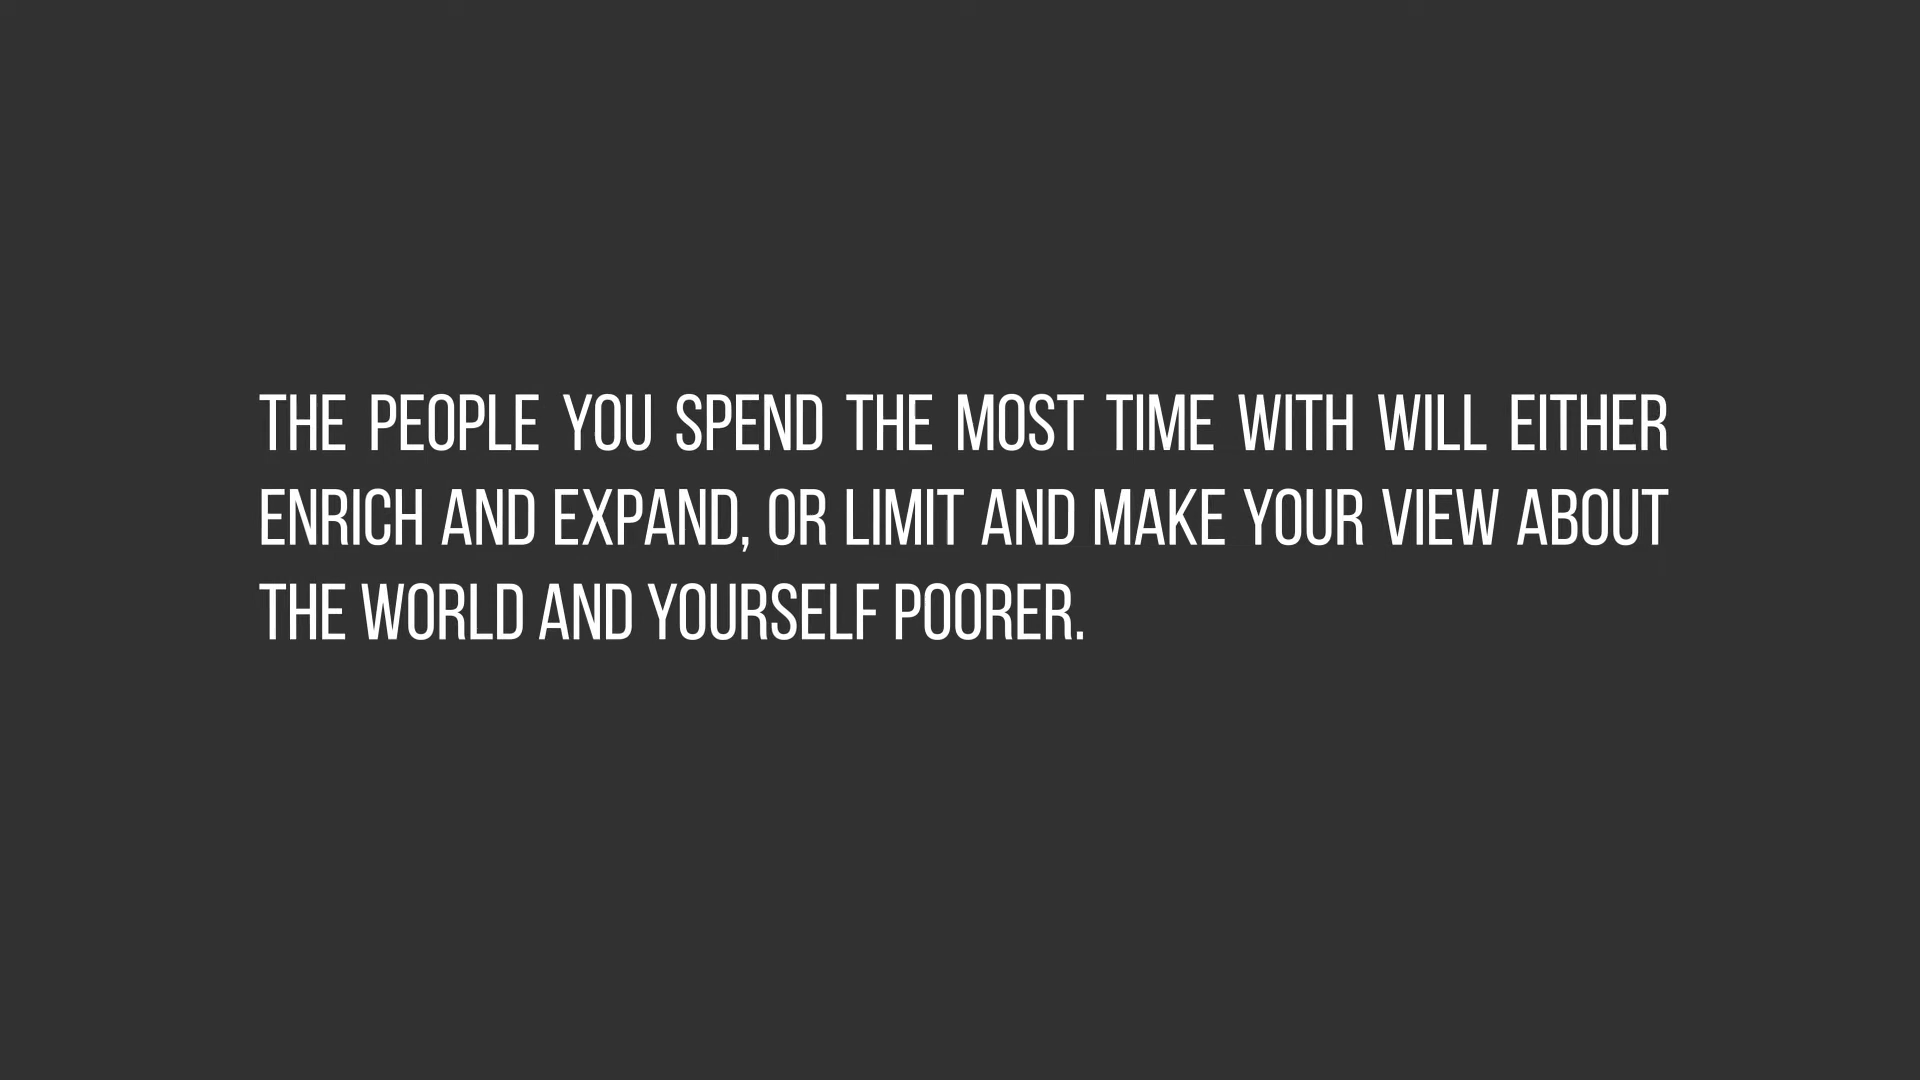 THE PEOPLE YOU SPEND THE MOST TIME WITH WILL EITHER
ENRICH AND EXPAND, OR LIMIT AND MAKE YOUR VIEW ABOUT
THE WORLD AND YOURSELF POORER.